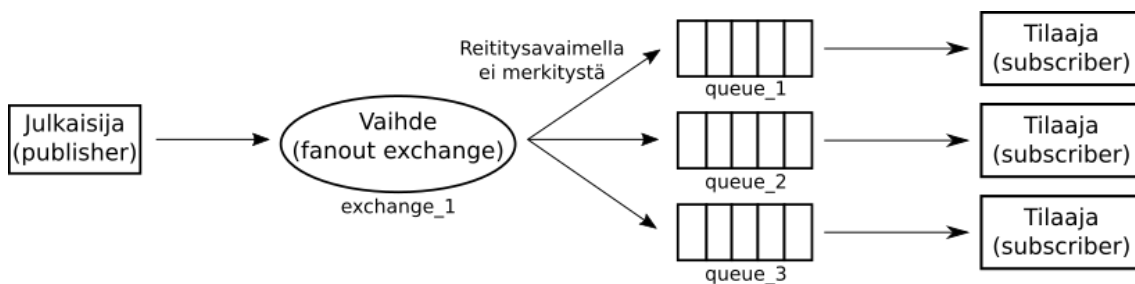 Julkaisija
(publisher)
Vaihde
(fanout exchange)
exchange_1
Reititysavaimella
ei merkitystä
queue_1
queue_2
queue_3
Tilaaja
(subscriber)
Tilaaja
(subscriber)
Tilaaja
(subscriber)